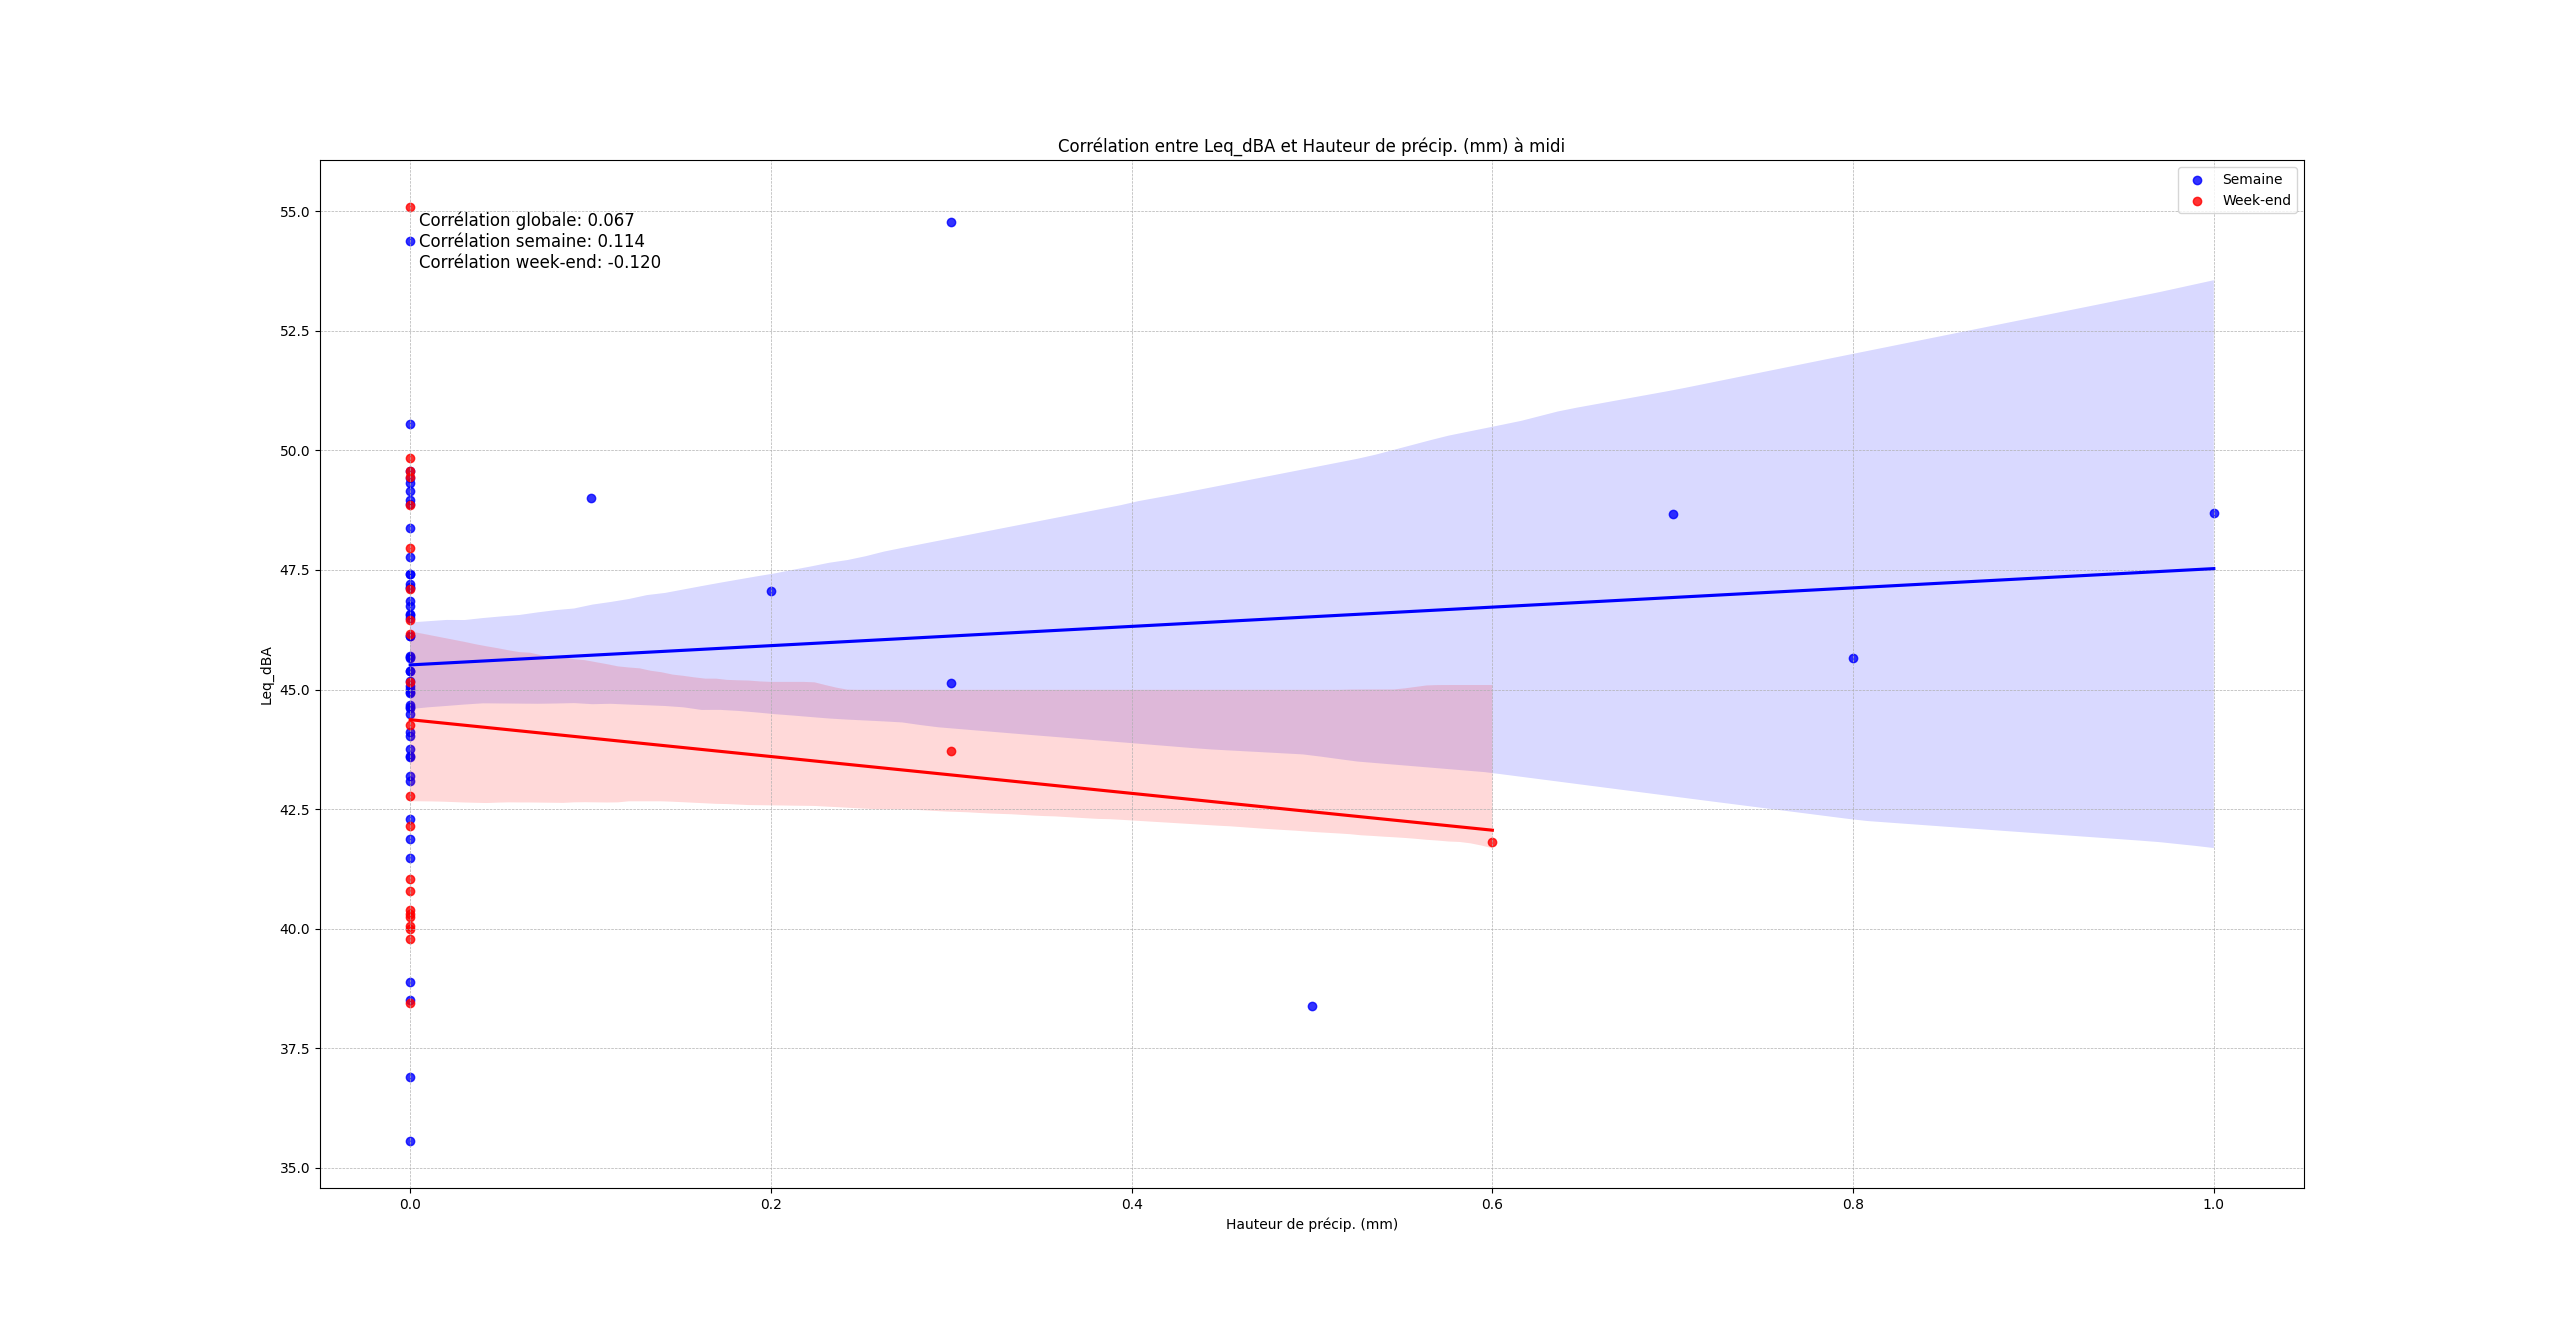 Corrélation entre Leq_dBA et Hauteur de précip. (mm) à midi
Semaine
Week-end
Corrélation globale: 0.067
Corrélation semaine: 0.114
Corrélation week-end: -0.120
55.0
52.5
50.0
47.5
45.0
42.5
40.0
37.5
35.0
Leq_dBA
0.0 0.2 0.4 0.6 0.8 1.0
Hauteur de précip. (mm)